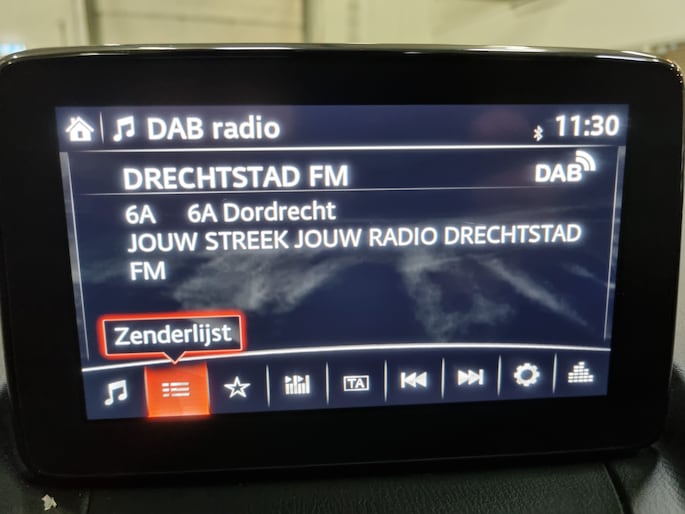 DAB radio 11:30
DRECHTSTAD FM DAB
6A 6A Dordrecht
JOUW STREEK JOUW RADIO DRECHTSTAD
FM
Zenderlijst
TA